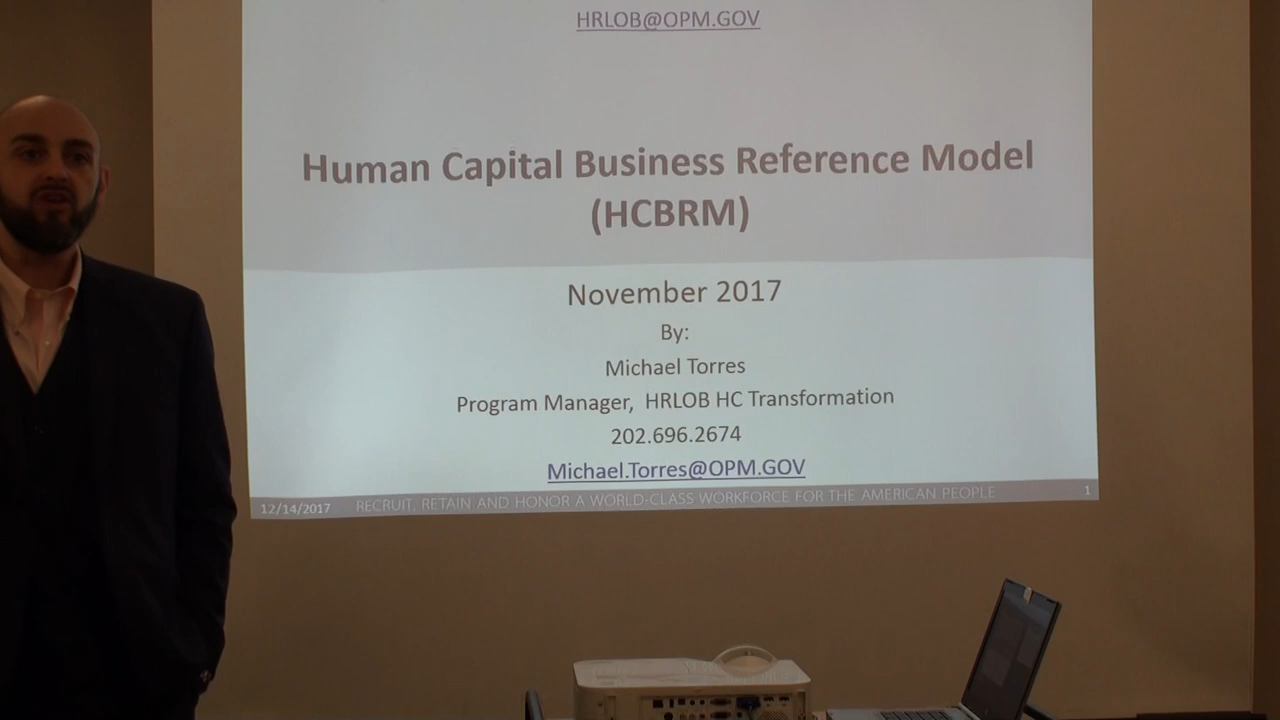 HRLOB@OPM.GOV
Human Capital Business Reference Model
(HCBRM)
November 2017
By:
Michael Torres
Program Manager, HRLOB HC Transformation
202.696.2674
Michael.Torres@OPM.GOV
12/14/2017 RECRUIT, RETAIN AND HONOR A WORLD-CLASS WORKFORCE FOR THE AMERICAN PEOPLE 1